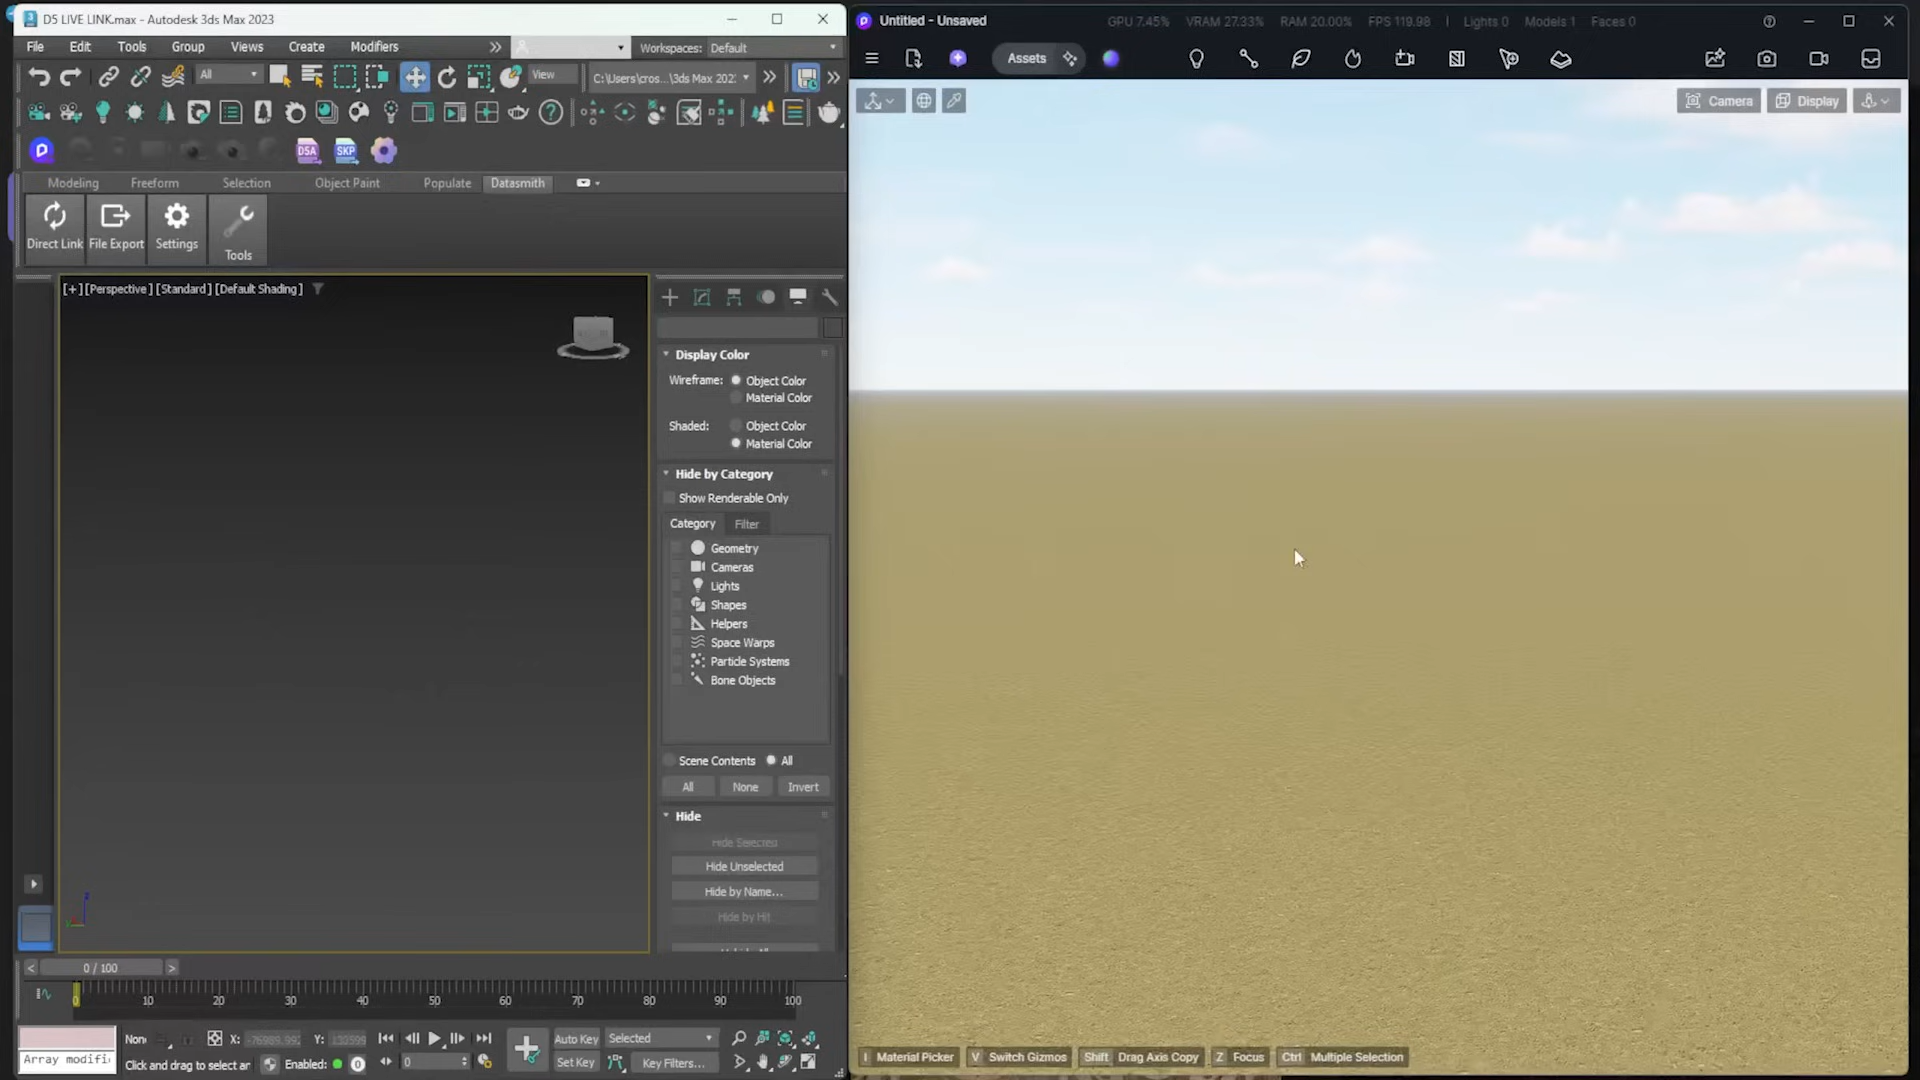 D5 LIVE LINK.max - Autodesk 3ds Max 2023
File Edit Tools Group Views Create Modifiers
Workspaces: Default
All
View
C:\Users\cros...\3ds Max 202:
DSA
SKP
Modeling Freeform Selection Object Paint Populate Datasmith
Direct Link File Export Settings Tools
[+] [Perspective] [Standard] [Default Shading]
Display Color
Wireframe: Object Color
Material Color
Shaded: Object Color
Material Color
Hide by Category
Show Renderable Only
Category Filter
Geometry
Cameras
Lights
Shapes
Helpers
Space Warps
Particle Systems
Bone Objects
Scene Contents All
All None Invert
Hide
Hide Selected
Hide Unselected
Hide by Name...
Hide by Hit
z
< 0 / 100 >
0 10 20 30 40 50 60 70 80 90 100
Non X: Y:
Auto Key Selected
Array modifi
Click and drag to select ar Enabled: 0
0
Set Key Key Filters...
Untitled - Unsaved
GPU 7.45% VRAM 27.33% RAM 20.00% FPS 119.98 | Lights 0 Models 1 Faces 0
Assets
Camera Display
I Material Picker V Switch Gizmos Shift Drag Axis Copy Z Focus Ctrl Multiple Selection